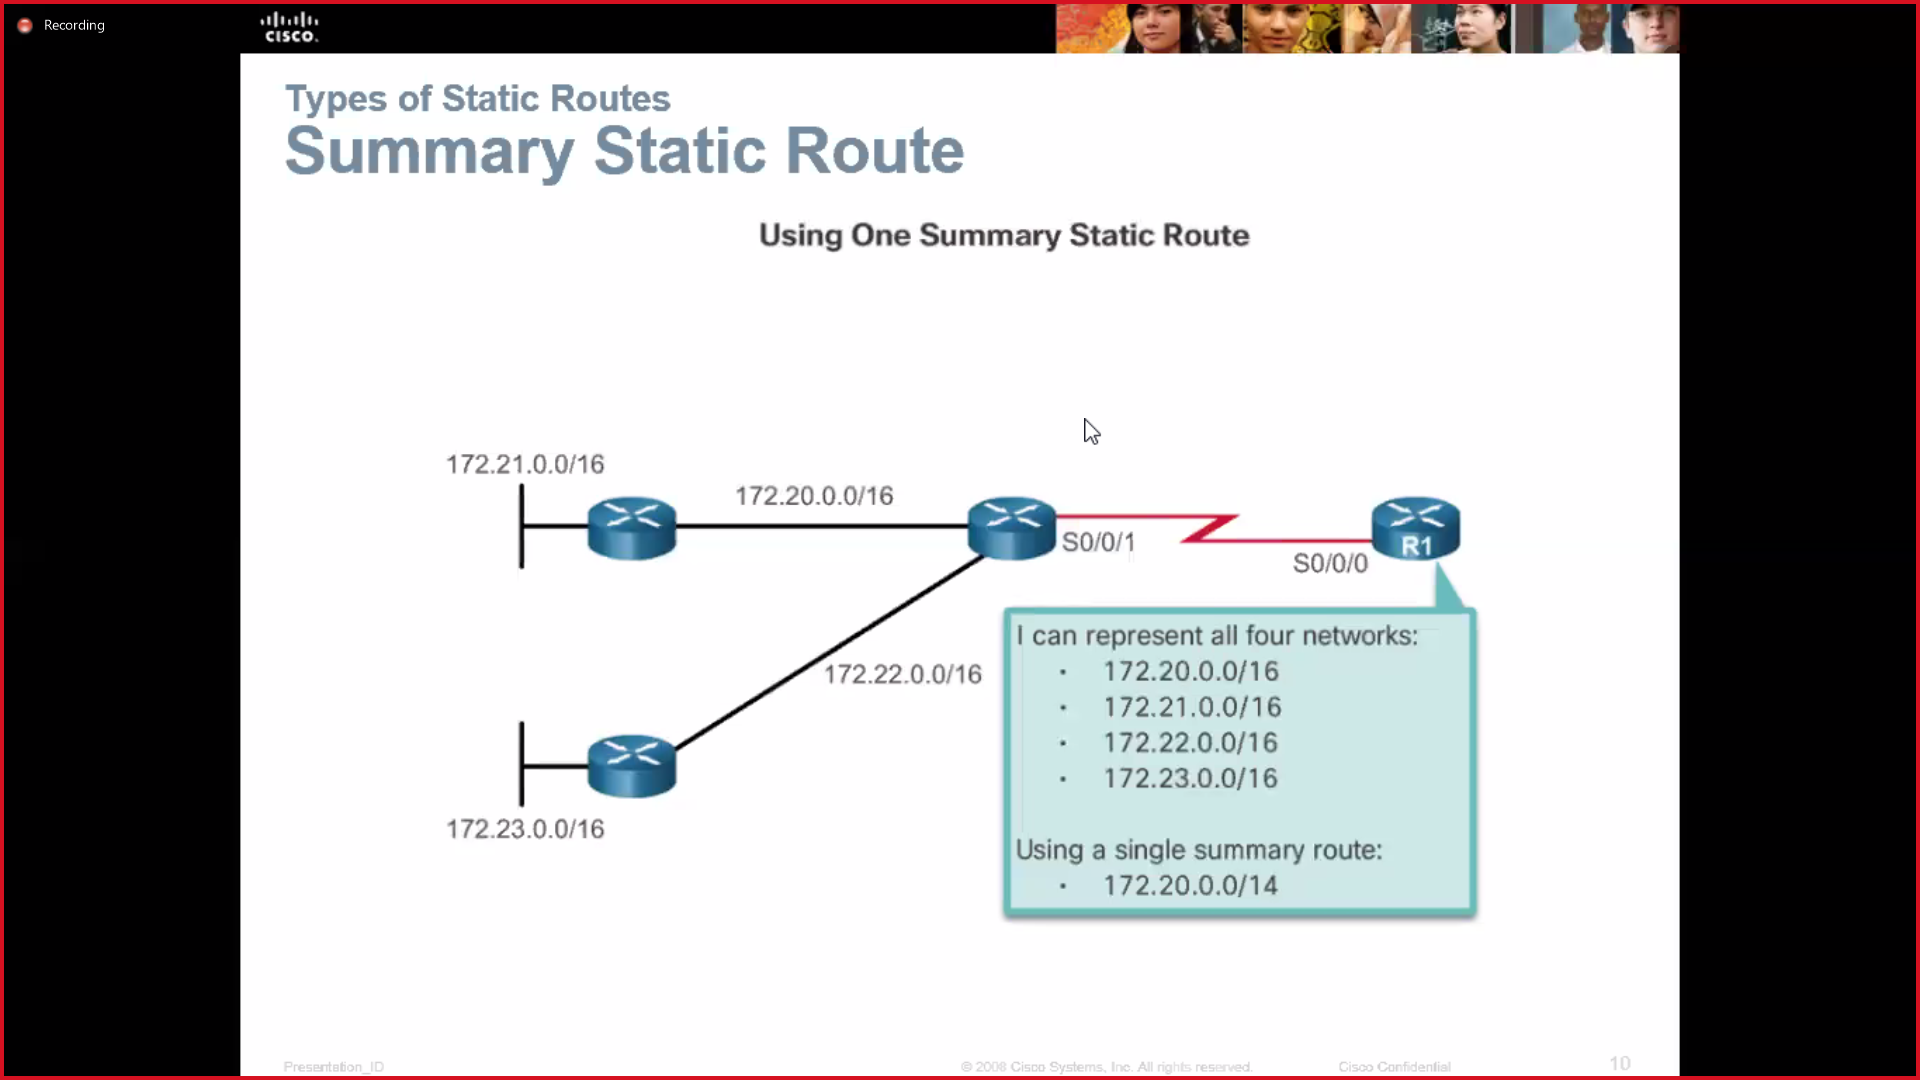 Recording
CISCO.
Types of Static Routes
Summary Static Route
Using One Summary Static Route
172.21.0.0/16
172.20.0.0/16
S0/0/1
S0/0/0
R1
172.22.0.0/16
172.23.0.0/16
I can represent all four networks:
· 172.20.0.0/16
· 172.21.0.0/16
· 172.22.0.0/16
· 172.23.0.0/16
Using a single summary route:
· 172.20.0.0/14
Presentation_ID
© 2008 Cisco Systems, Inc. All rights reserved.
Cisco Confidential
10